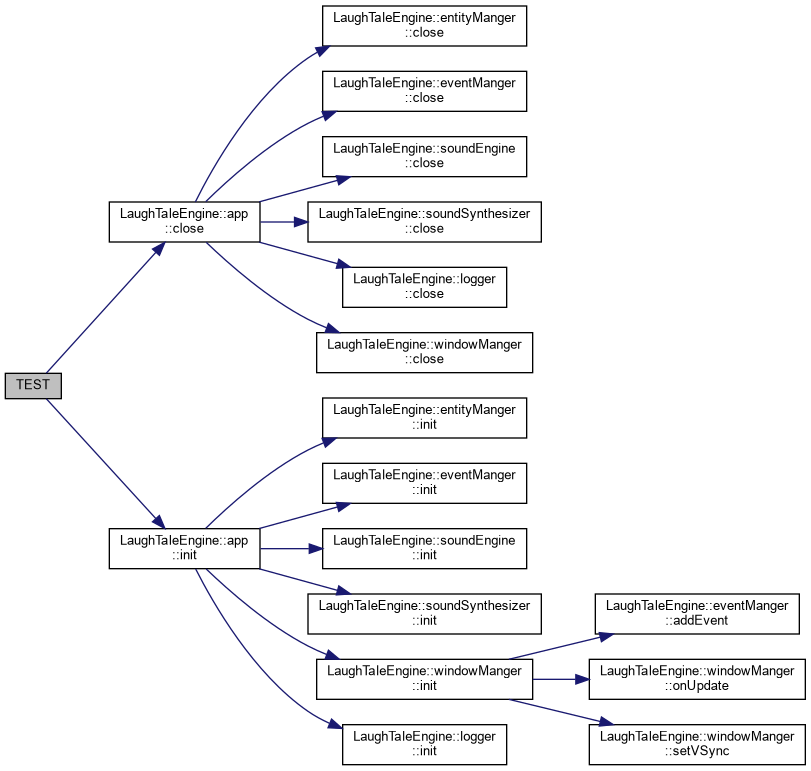 LaughTaleEngine::entityManger
::close
LaughTaleEngine::eventManger
::close
LaughTaleEngine::soundEngine
::close
LaughTaleEngine::app
::close
LaughTaleEngine::soundSynthesizer
::close
LaughTaleEngine::logger
::close
LaughTaleEngine::windowManger
::close
TEST
LaughTaleEngine::entityManger
::init
LaughTaleEngine::eventManger
::init
LaughTaleEngine::app
::init
LaughTaleEngine::soundEngine
::init
LaughTaleEngine::soundSynthesizer
::init
LaughTaleEngine::eventManger
::addEvent
LaughTaleEngine::windowManger
::init
LaughTaleEngine::windowManger
::onUpdate
LaughTaleEngine::logger
::init
LaughTaleEngine::windowManger
::setVSync